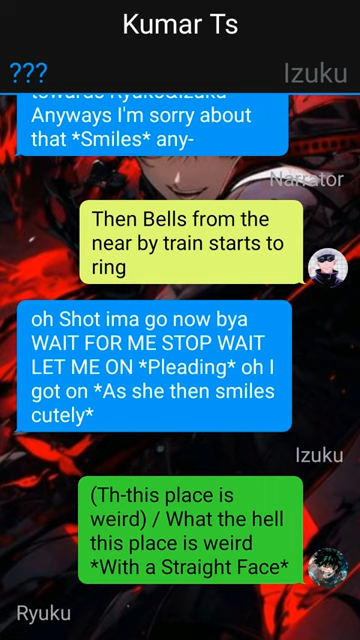 Kumar Ts
???
Izuku
towards Ryuko&Izuku
Anyways I'm sorry about
that *Smiles* any-
Narrator
Then Bells from the
near by train starts to
ring
oh Shot ima go now bya
WAIT FOR ME STOP WAIT
LET ME ON *Pleading* oh I
got on *As she then smiles
cutely*
Izuku
(Th-this place is
weird) / What the hell
this place is weird
*With a Straight Face*
Ryuku